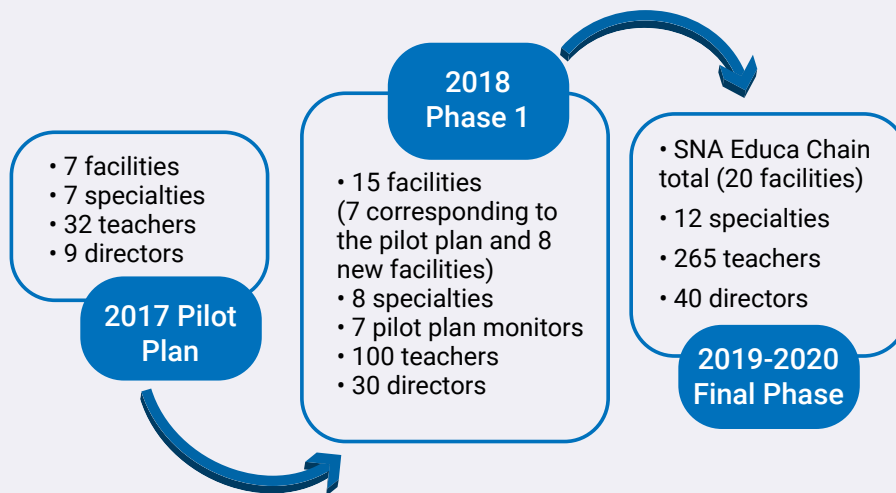 • 7 facilities
• 7 specialties
• 32 teachers
• 9 directors
2017 Pilot
Plan
2018
Phase 1
• 15 facilities
(7 corresponding to
the pilot plan and 8
new facilities)
• 8 specialties
• 7 pilot plan monitors
• 100 teachers
• 30 directors
• SNA Educa Chain
total (20 facilities)
• 12 specialties
• 265 teachers
• 40 directors
2019-2020
Final Phase